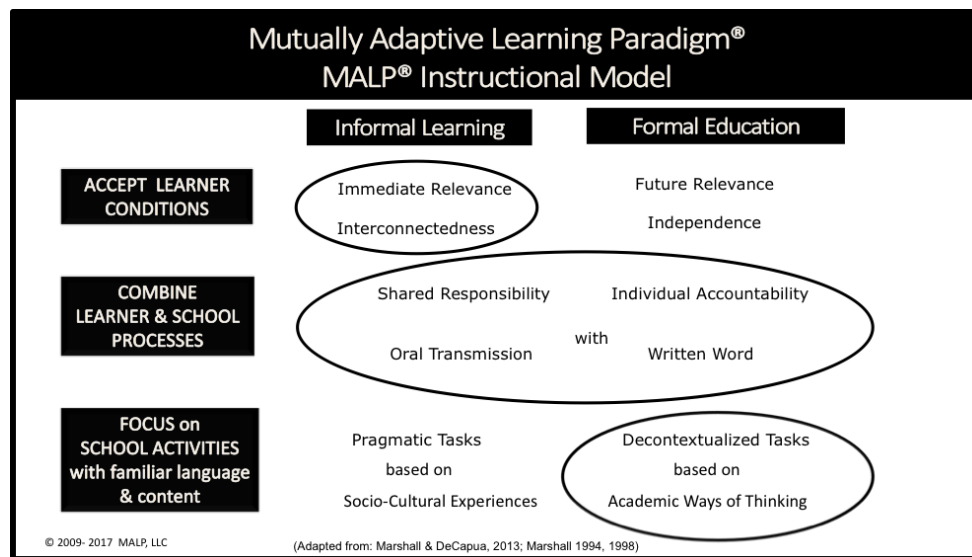 Mutually Adaptive Learning Paradigm®
MALP® Instructional Model
Informal Learning
Formal Education
ACCEPT LEARNER
CONDITIONS
Immediate Relevance
Interconnectedness
Future Relevance
Independence
COMBINE
LEARNER & SCHOOL
PROCESSES
Shared Responsibility
Individual Accountability
with
Oral Transmission
Written Word
FOCUS on
SCHOOL ACTIVITIES
with familiar language
& content
Pragmatic Tasks
based on
Socio-Cultural Experiences
Decontextualized Tasks
based on
Academic Ways of Thinking
© 2009- 2017 MALP, LLC
(Adapted from: Marshall & DeCapua, 2013; Marshall 1994, 1998)